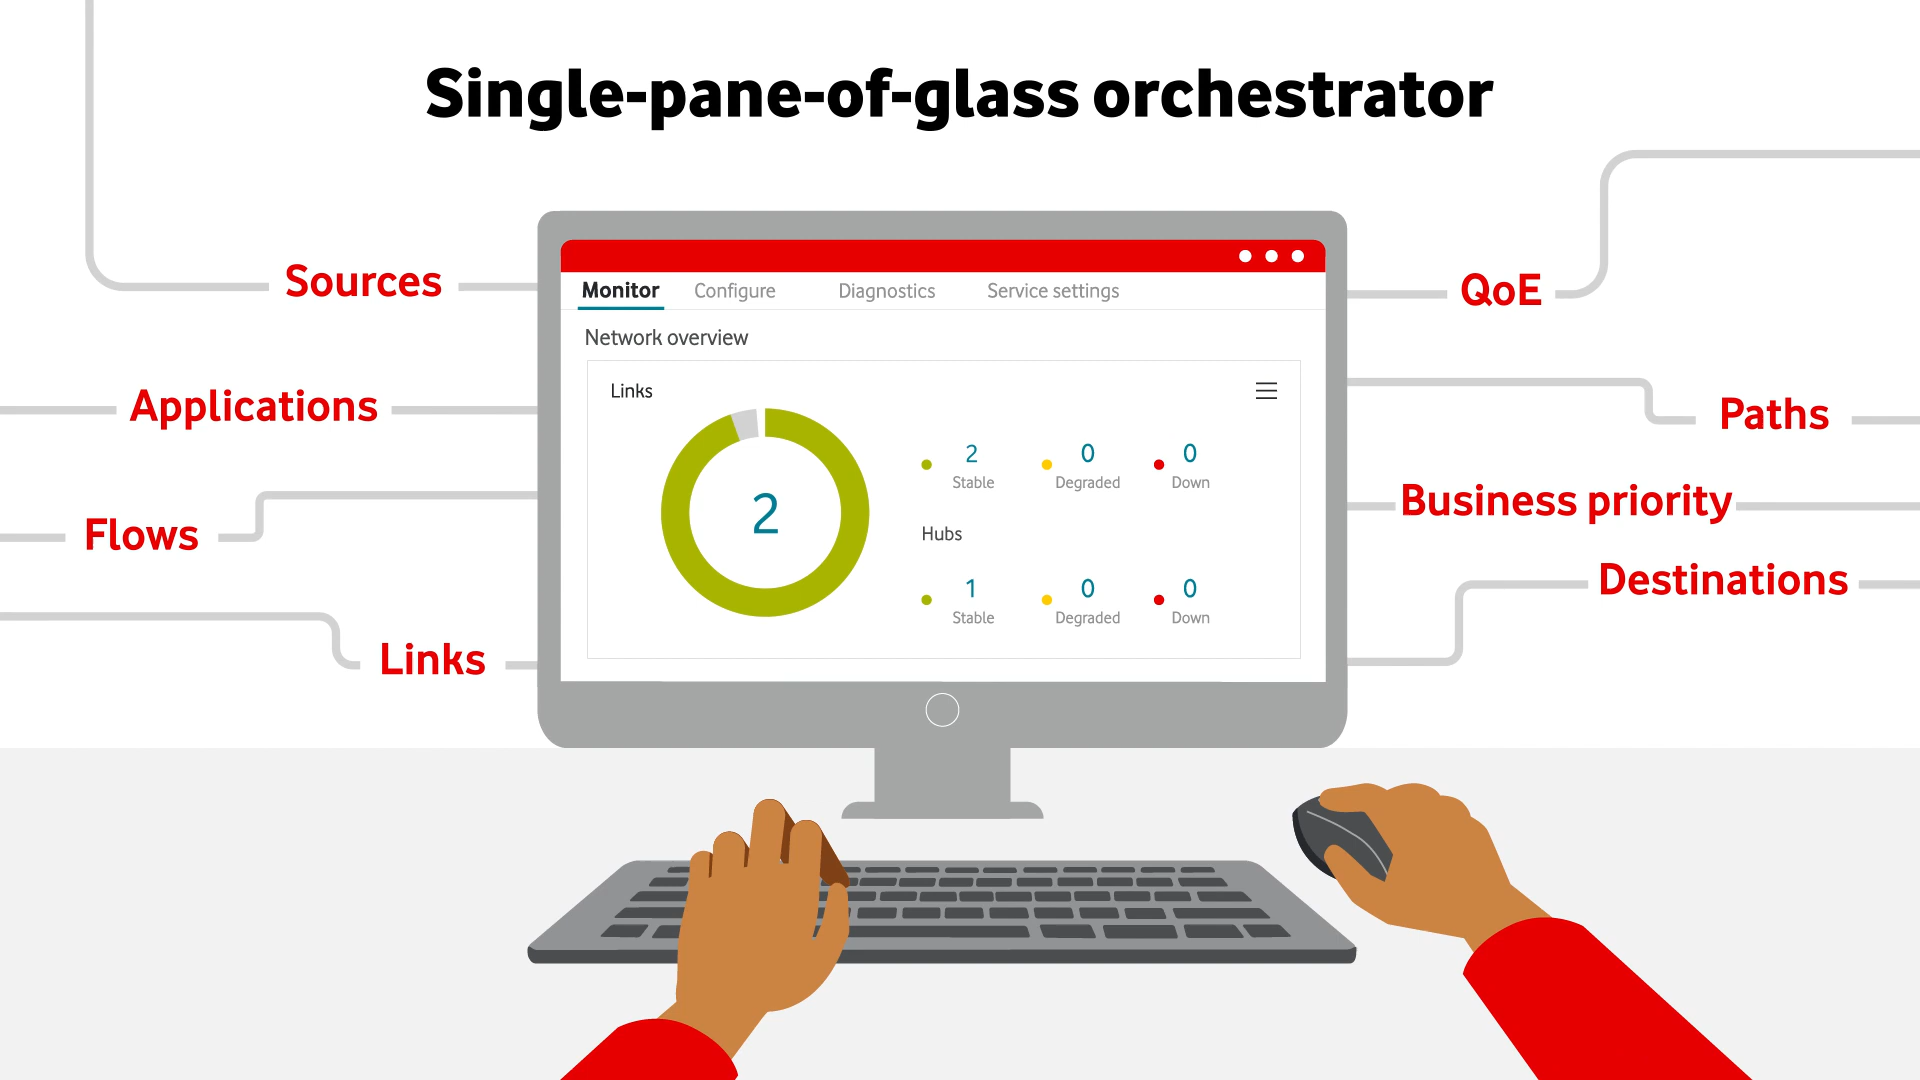 Single-pane-of-glass orchestrator
Sources
Applications
Flows
Links
Monitor Configure Diagnostics Service settings
Network overview
Links
2
2 0 0
Stable Degraded Down
Hubs
1 0 0
Stable Degraded Down
QoE
Paths
Business priority
Destinations